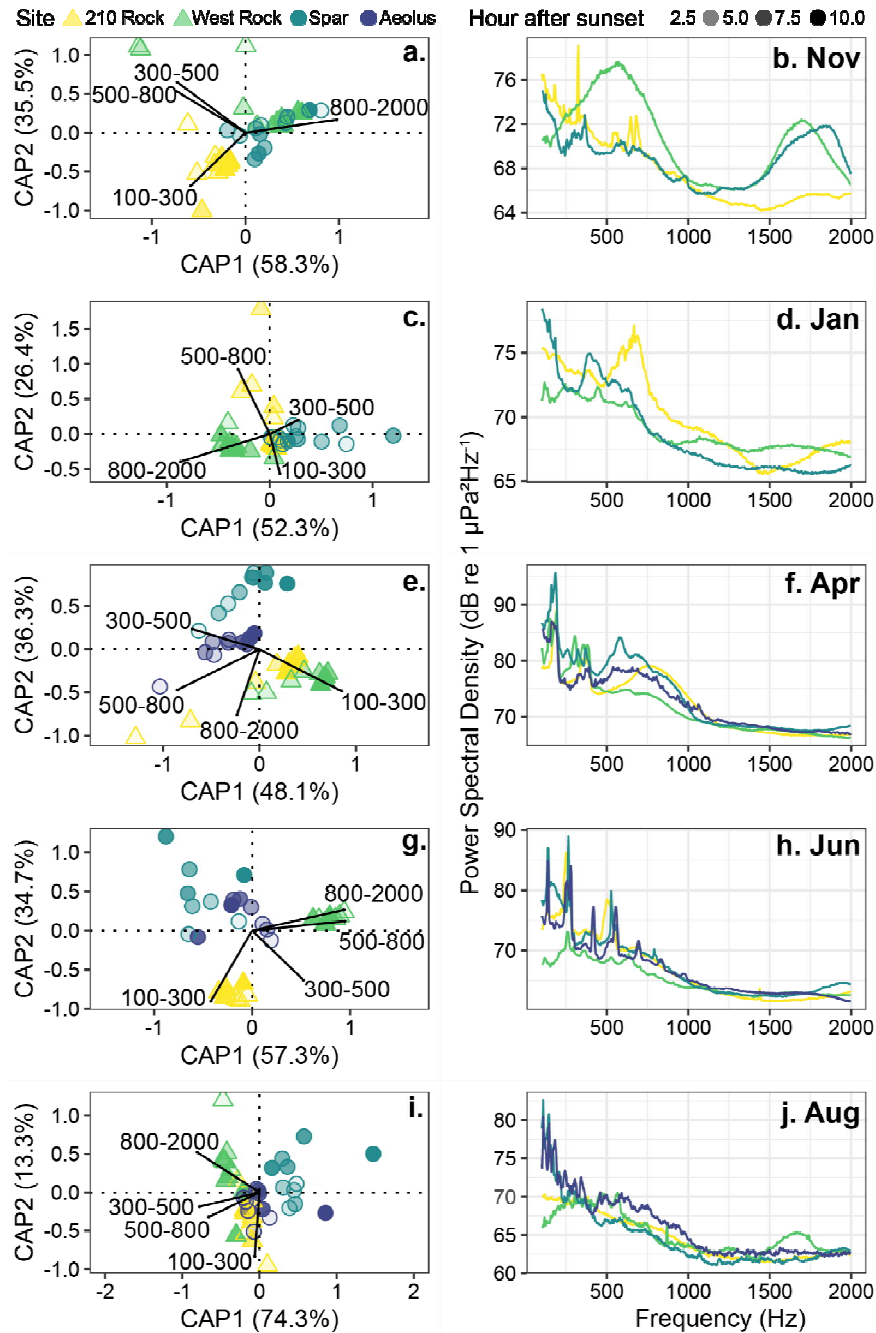 Site 210 Rock West Rock Spar Aeolus Hour after sunset 2.5 5.0 7.5 10.0
a.
300-500
500-800
800-2000
100-300
1.0
0.5
0.0
-0.5
-1.0
CAP2 (35.5%)
-1 0 1
CAP1 (58.3%)
b. Nov
76
72
68
64
500 1000 1500 2000
c.
500-800
300-500
800-2000
100-300
1.5
1.0
0.5
0.0
-0.5
CAP2 (26.4%)
-1 0 1
CAP1 (52.3%)
d. Jan
75
70
65
500 1000 1500 2000
e.
300-500
500-800
100-300
800-2000
0.5
0.0
-0.5
-1.0
CAP2 (36.3%)
-1 0 1
CAP1 (48.1%)
f. Apr
90
80
70
500 1000 1500 2000
g.
800-2000
500-800
300-500
100-300
1.0
0.5
0.0
-0.5
-1.0
CAP2 (34.7%)
-1 0 1
CAP1 (57.3%)
h. Jun
90
80
70
500 1000 1500 2000
i.
800-2000
300-500
500-800
100-300
1.0
0.5
0.0
-0.5
-1.0
CAP2 (13.3%)
-2 -1 0 1 2
CAP1 (74.3%)
j. Aug
80
75
70
65
60
500 1000 1500 2000
Frequency (Hz)
Power Spectral Density (dB re 1 µPa²Hz⁻¹)